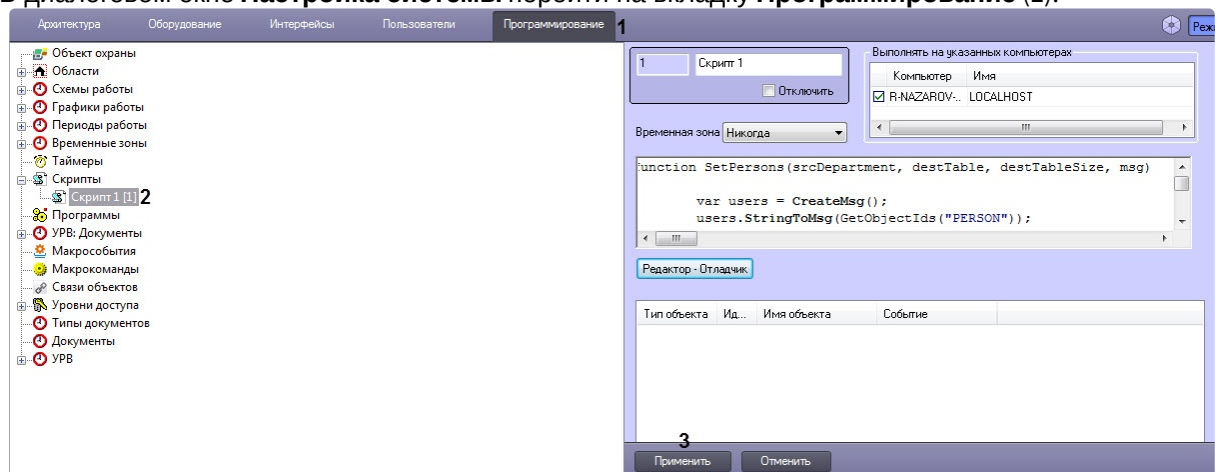 В диалоговом окне Настройка системы перейти на вкладку Программирование (1).
Архитектура Оборудование Интерфейсы Пользователи Программирование 1
Объект охраны
Области
Схемы работы
Графики работы
Периоды работы
Временные зоны
Таймеры
Скрипты
Скрипт 1 [1] 2
Программы
УРВ: Документы
Макрособытия
Макрокоманды
Связи объектов
Уровни доступа
Типы документов
Документы
УРВ
1 Скрипт 1
Отключить
Выполнять на указанных компьютерах
Компьютер Имя
R-NAZAROV-.. LOCALHOST
Временная зона Никогда
function SetPersons(srcDepartment, destTable, destTableSize, msg)
var users = CreateMsg();
users.StringToMsg(GetObjectIds("PERSON"));
Редактор - Отладчик
Тип объекта Ид... Имя объекта Событие
3
Применить Отменить